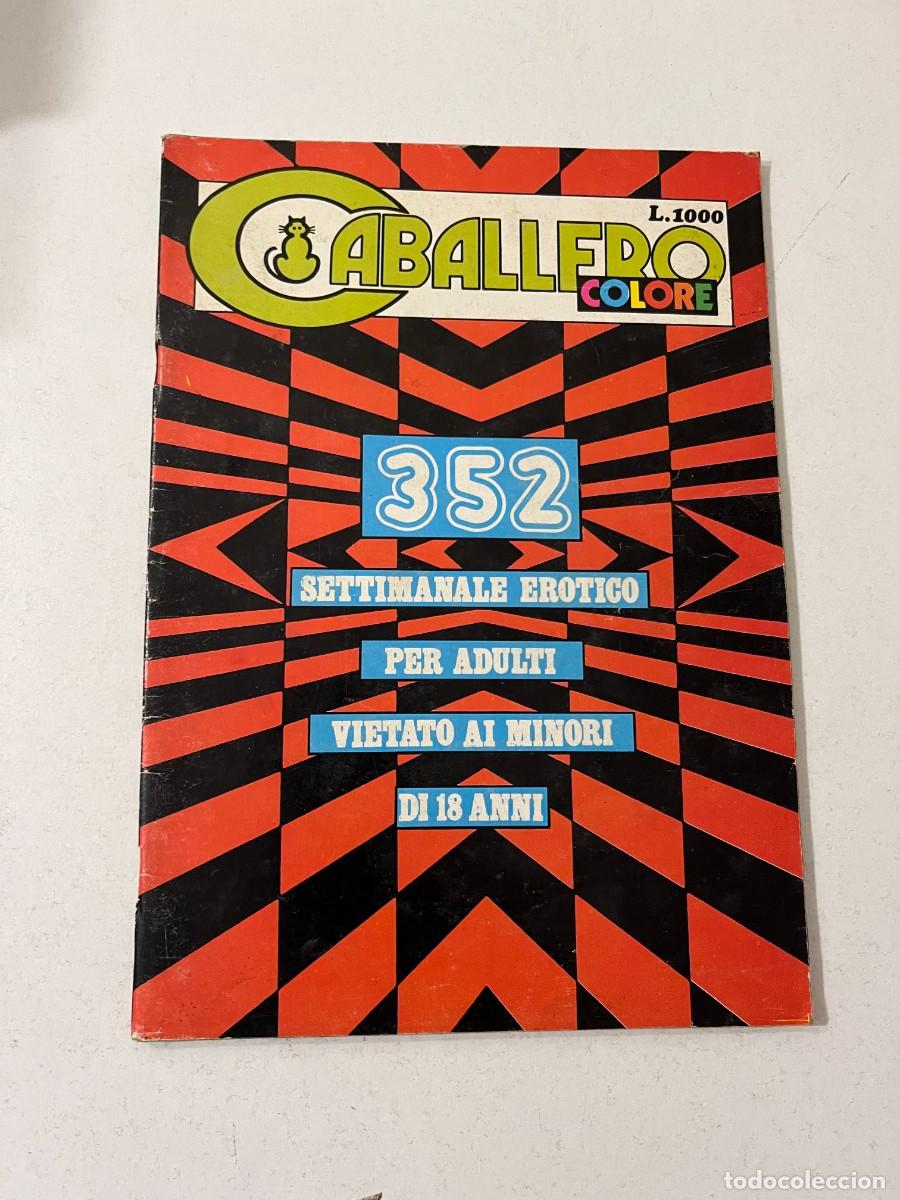 L.1000
CABALLERO
COLORE
352
SETTIMANALE EROTICO
PER ADULTI
VIETATO AI MINORI
DI 18 ANNI
todocoleccion